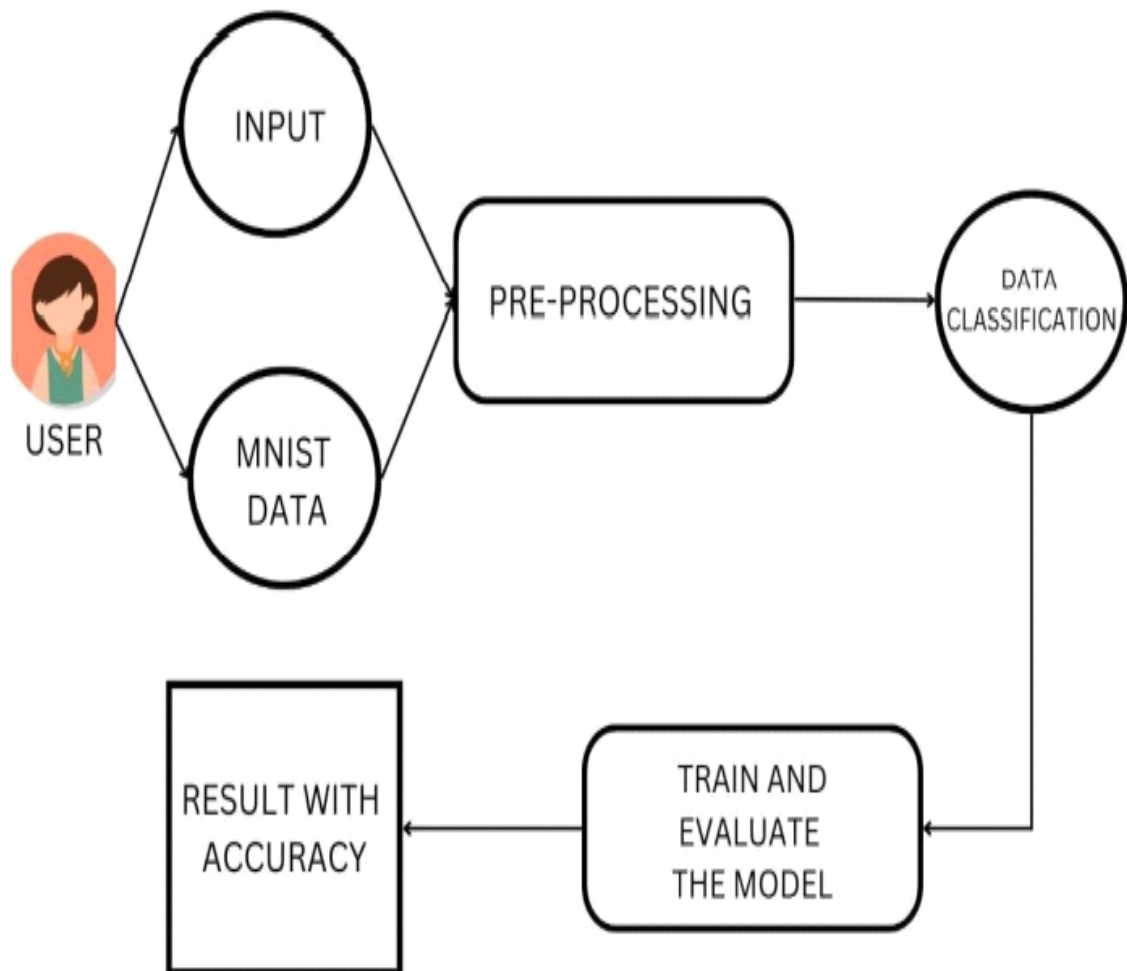 INPUT
USER
MNIST
DATA
PRE-PROCESSING
DATA
CLASSIFICATION
TRAIN AND
EVALUATE
THE MODEL
RESULT WITH
ACCURACY